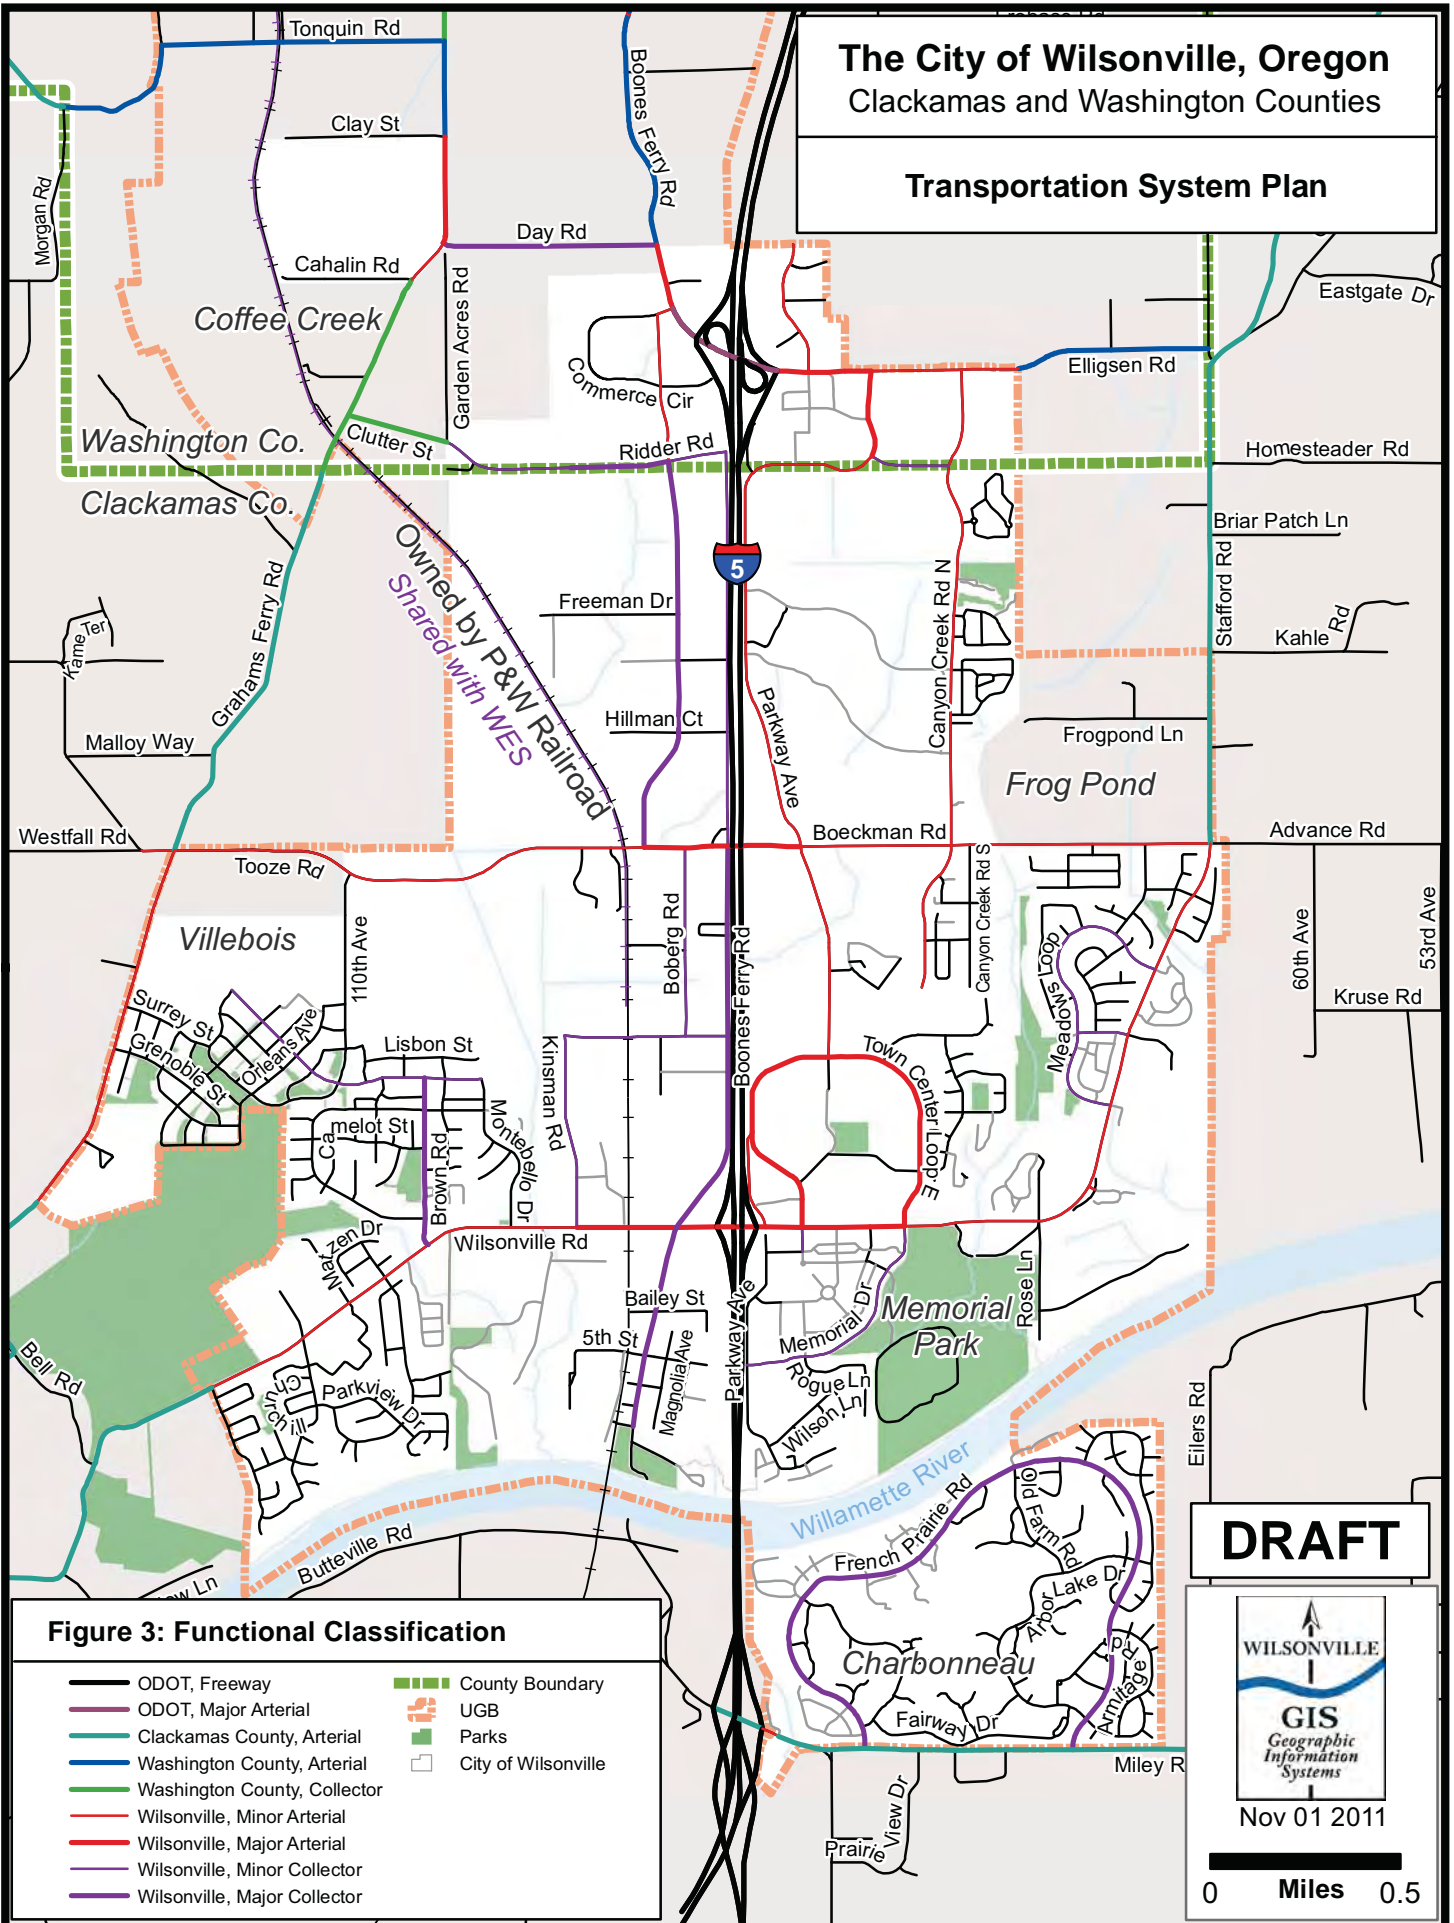 The City of Wilsonville, Oregon
Clackamas and Washington Counties
Transportation System Plan
Tonquin Rd
Boones Ferry Rd
Clay St
Morgan Rd
Day Rd
Cahalin Rd
Coffee Creek
Garden Acres Rd
Commerce Cir
Eastgate Dr
Elligsen Rd
Washington Co.
Clutter St
Ridder Rd
Homesteader Rd
Clackamas Co.
Briar Patch Ln
Owned by P&W Railroad
Shared with WES
5
Canyon Creek Rd N
Stafford Rd
Grahams Ferry Rd
Freeman Dr
Kame Ter
Kahle Rd
Hillman Ct
Parkway Ave
Malloy Way
Frogpond Ln
Frog Pond
Westfall Rd
Boeckman Rd
Advance Rd
Tooze Rd
Canyon Creek Rd S
Villebois
110th Ave
Boberg Rd
Boones Ferry Rd
Meadows Loop
60th Ave
53rd Ave
Kruse Rd
Surrey St
Grenoble St
Orleans Ave
Lisbon St
Kinsman Rd
Town Center Loop E
Camelot St
Brown Rd
Montebello Dr
Wilsonville Rd
Matzen Dr
Rose Ln
Bailey St
Parkway Ave
Memorial Dr
Memorial
Park
5th St
Magnolia Ave
Bell Rd
Rogue Ln
Wilson Ln
Churchill
Parkview Dr
Eilers Rd
Willamette River
French Prairie Rd
Old Farm Rd
Butteville Rd
ew Ln
Arbor Lake Dr
Charbonneau
Armitage Rd
Fairway Dr
Miley R
Prairie View Dr
DRAFT
Figure 3: Functional Classification
ODOT, Freeway
ODOT, Major Arterial
Clackamas County, Arterial
Washington County, Arterial
Washington County, Collector
Wilsonville, Minor Arterial
Wilsonville, Major Arterial
Wilsonville, Minor Collector
Wilsonville, Major Collector
County Boundary
UGB
Parks
City of Wilsonville
WILSONVILLE
GIS
Geographic
Information
Systems
Nov 01 2011
0 Miles 0.5